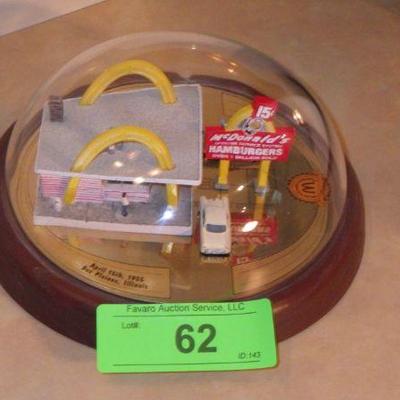 15¢
McDonald's
HAMBURGERS
OVER 1 MILLION SOLD
April 15th, 1955
Des Plaines, Illinois
Favaro Auction Service, LLC
Lot#:
62
ID:143